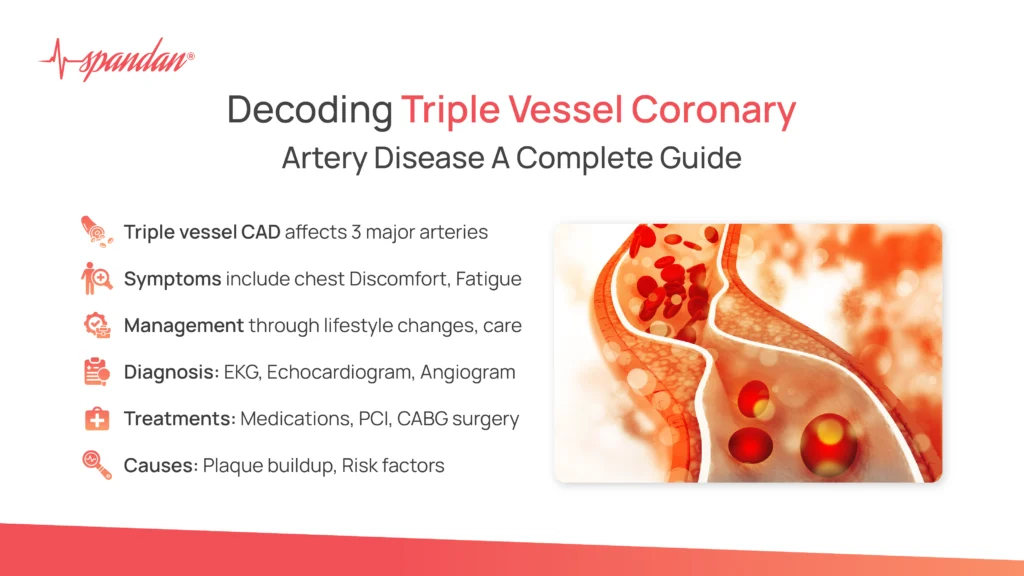 spandan®
Decoding Triple Vessel Coronary
Artery Disease A Complete Guide
Triple vessel CAD affects 3 major arteries
Symptoms include chest Discomfort, Fatigue
Management through lifestyle changes, care
Diagnosis: EKG, Echocardiogram, Angiogram
Treatments: Medications, PCI, CABG surgery
Causes: Plaque buildup, Risk factors